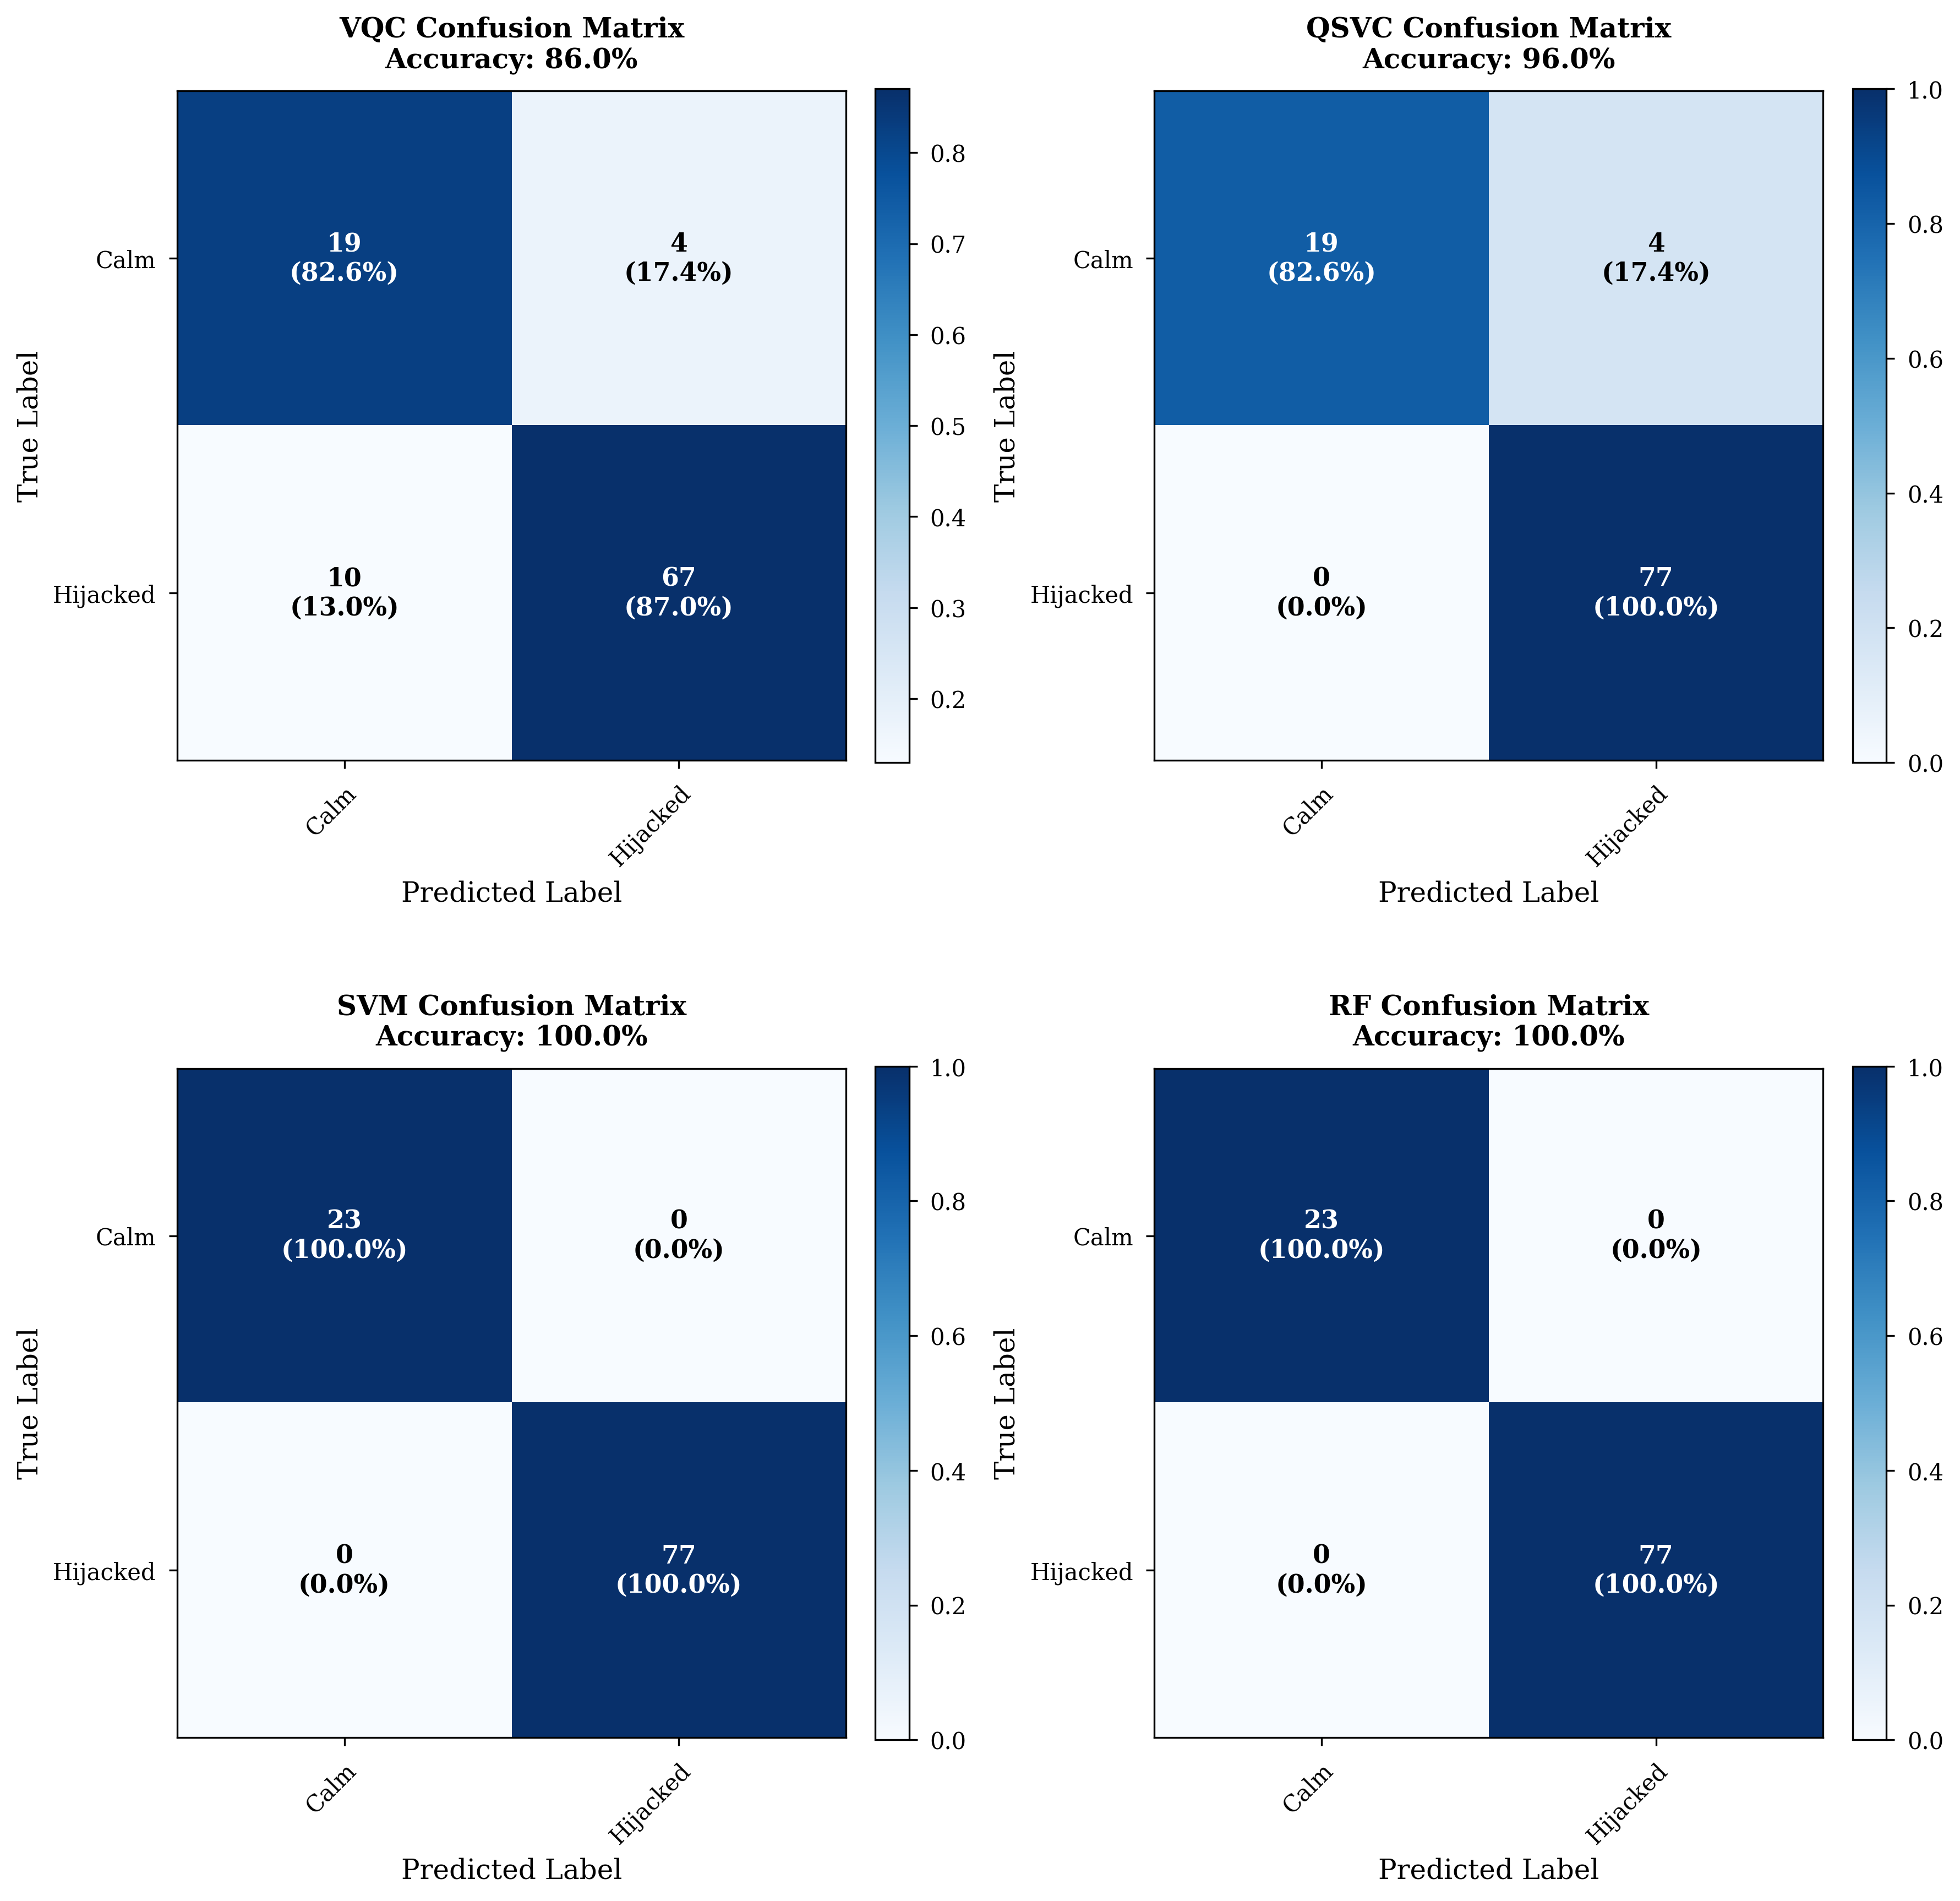 VQC Confusion Matrix
Accuracy: 86.0%
True Label
Calm
Hijacked
19
(82.6%)
4
(17.4%)
10
(13.0%)
67
(87.0%)
Calm
Hijacked
Predicted Label
0.8
0.7
0.6
0.5
0.4
0.3
0.2
QSVC Confusion Matrix
Accuracy: 96.0%
True Label
Calm
Hijacked
19
(82.6%)
4
(17.4%)
0
(0.0%)
77
(100.0%)
Calm
Hijacked
Predicted Label
1.0
0.8
0.6
0.4
0.2
0.0
SVM Confusion Matrix
Accuracy: 100.0%
True Label
Calm
Hijacked
23
(100.0%)
0
(0.0%)
0
(0.0%)
77
(100.0%)
Calm
Hijacked
Predicted Label
1.0
0.8
0.6
0.4
0.2
0.0
RF Confusion Matrix
Accuracy: 100.0%
True Label
Calm
Hijacked
23
(100.0%)
0
(0.0%)
0
(0.0%)
77
(100.0%)
Calm
Hijacked
Predicted Label
1.0
0.8
0.6
0.4
0.2
0.0